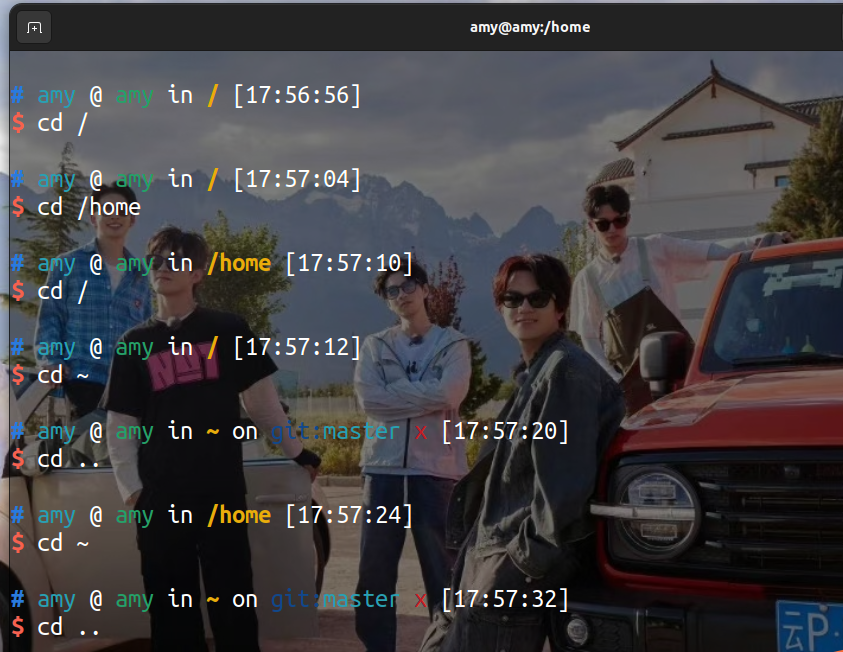 amy@amy:/home
# amy @ amy in / [17:56:56]
$ cd /
# amy @ amy in / [17:57:04]
$ cd /home
# amy @ amy in /home [17:57:10]
$ cd /
# amy @ amy in / [17:57:12]
$ cd ~
# amy @ amy in ~ on git:master x [17:57:20]
$ cd ..
# amy @ amy in /home [17:57:24]
$ cd ~
# amy @ amy in ~ on git:master x [17:57:32]
$ cd ..
云P·